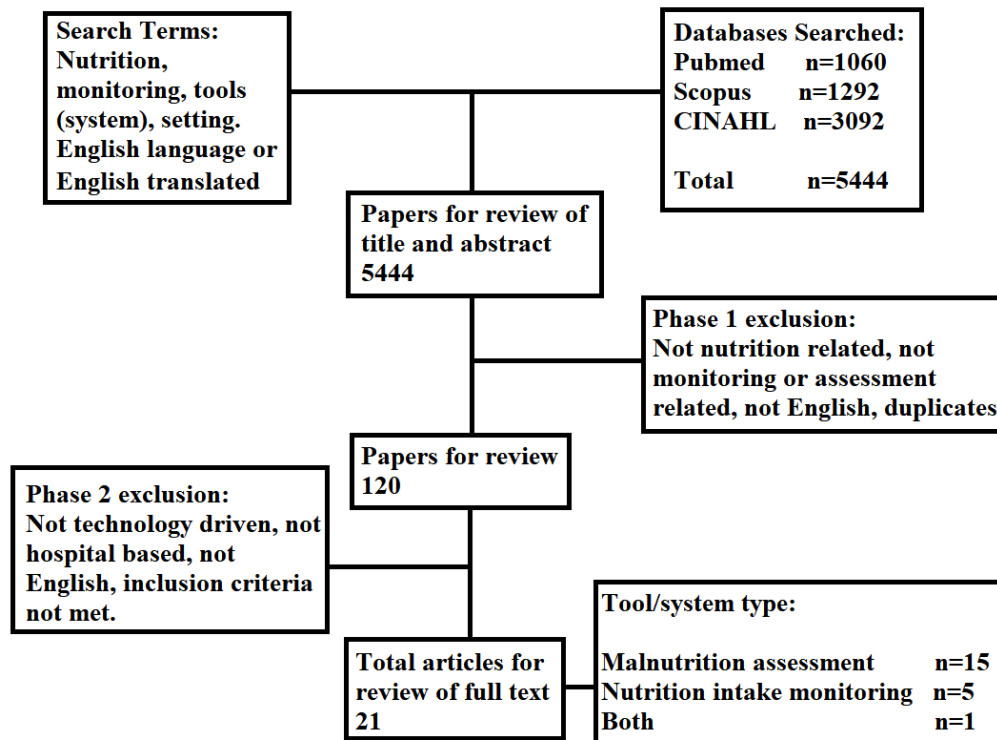 Search Terms:
Nutrition,
monitoring, tools
(system), setting.
English language or
English translated
Databases Searched:
Pubmed n=1060
Scopus n=1292
CINAHL n=3092
Total n=5444
Papers for review of
title and abstract
5444
Phase 1 exclusion:
Not nutrition related, not
monitoring or assessment
related, not English, duplicates
Papers for review
120
Phase 2 exclusion:
Not technology driven, not
hospital based, not
English, inclusion criteria
not met.
Total articles for
review of full text
21
Tool/system type:
Malnutrition assessment n=15
Nutrition intake monitoring n=5
Both n=1